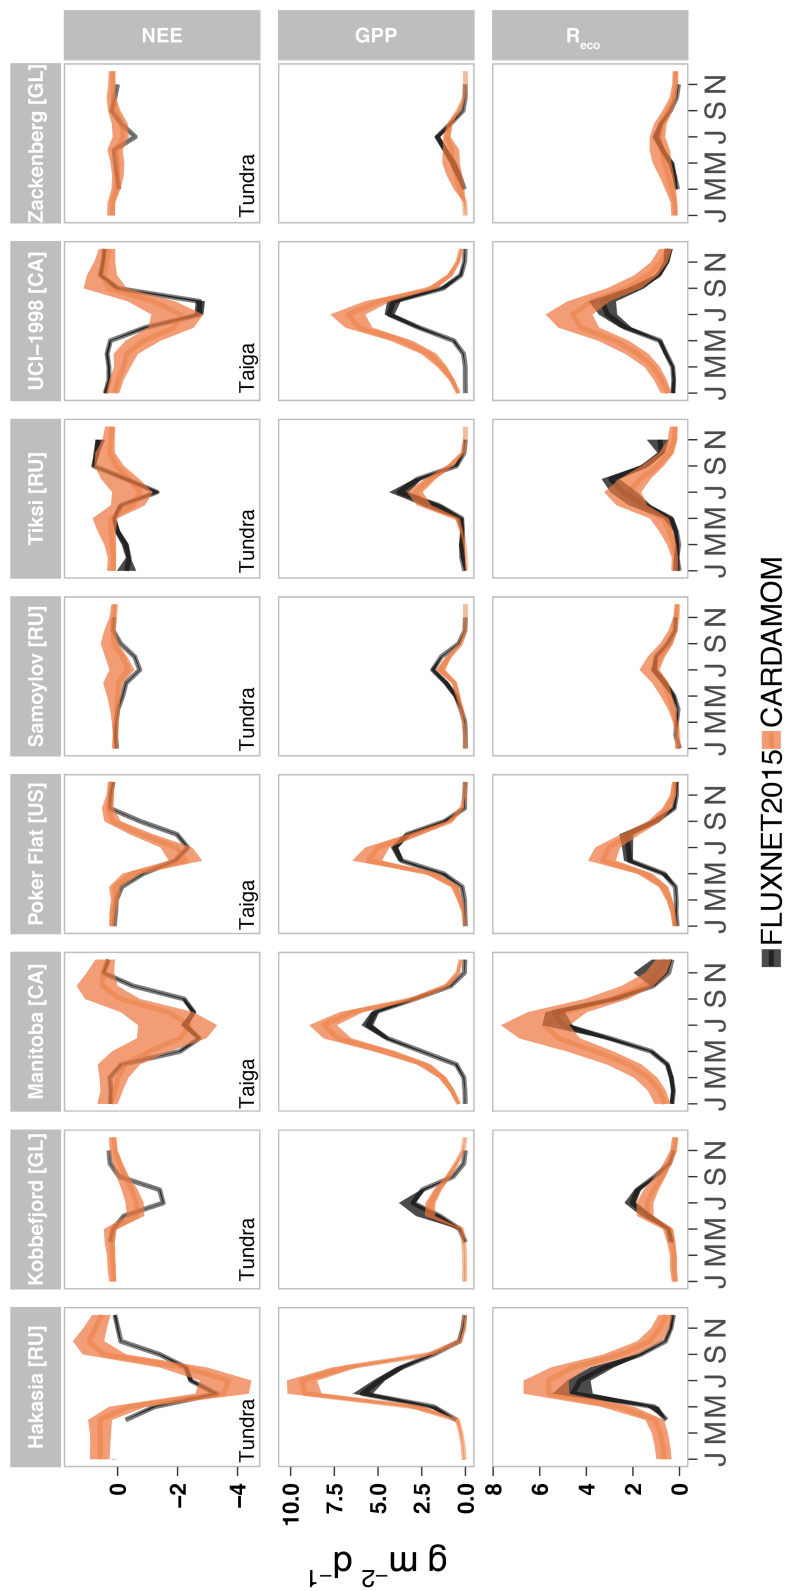 Hakasia [RU] Kobbefjord [GL] Manitoba [CA] Poker Flat [US] Samoylov [RU] Tiksi [RU] UCI−1998 [CA] Zackenberg [GL]
0
−2
−4
Tundra Tundra Taiga Taiga Tundra Tundra Taiga Tundra
NEE
10.0
7.5
5.0
2.5
0.0
GPP
8
6
4
2
0
Reco
J M M J S N J M M J S N J M M J S N J M M J S N J M M J S N J M M J S N J M M J S N J M M J S N
g m−2 d−1
FLUXNET2015 CARDAMOM